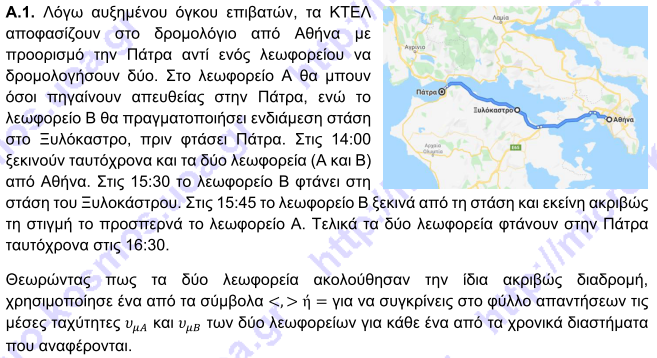 Α.1. Λόγω αυξημένου όγκου επιβατών, τα ΚΤΕΛ
αποφασίζουν στο δρομολόγιο από Αθήνα με
προορισμό την Πάτρα αντί ενός λεωφορείου να
δρομολογήσουν δύο. Στο λεωφορείο Α θα μπουν
όσοι πηγαίνουν απευθείας στην Πάτρα, ενώ το
λεωφορείο Β θα πραγματοποιήσει ενδιάμεση στάση
στο Ξυλόκαστρο, πριν φτάσει Πάτρα. Στις 14:00
ξεκινούν ταυτόχρονα και τα δύο λεωφορεία (Α και Β)
από Αθήνα. Στις 15:30 το λεωφορείο Β φτάνει στη
στάση του Ξυλοκάστρου. Στις 15:45 το λεωφορείο Β ξεκινά από τη στάση και εκείνη ακριβώς
τη στιγμή το προσπερνά το λεωφορείο Α. Τελικά τα δύο λεωφορεία φτάνουν στην Πάτρα
ταυτόχρονα στις 16:30.
Θεωρώντας πως τα δύο λεωφορεία ακολούθησαν την ίδια ακριβώς διαδρομή,
χρησιμοποίησε ένα από τα σύμβολα <, > ή = για να συγκρίνεις στο φύλλο απαντήσεων τις
μέσες ταχύτητες υμΑ και υμΒ των δύο λεωφορείων για κάθε ένα από τα χρονικά διαστήματα
που αναφέρονται.
Λαμία
Αγρίνιο
Πάτρα
Ξυλόκαστρο
Αθήνα
Αρχαία
Ολυμπία